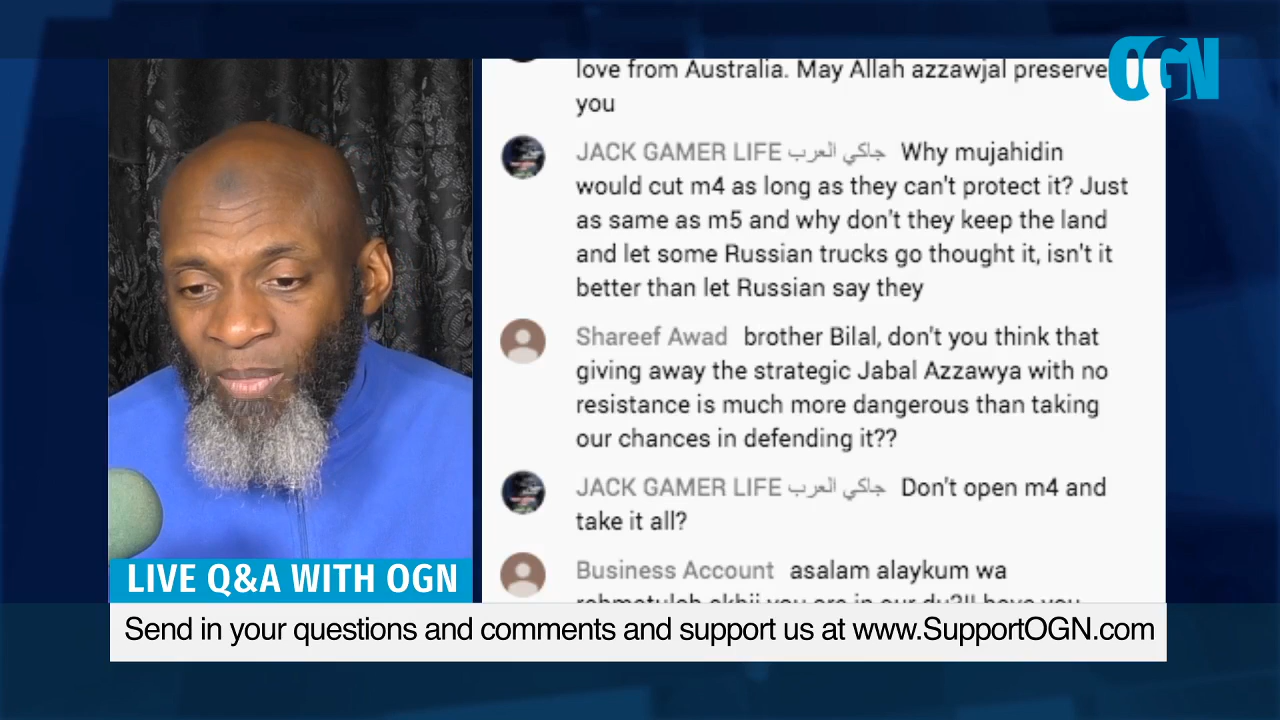 OGN
love from Australia. May Allah azzawjal preserve
you
JACK GAMER LIFE جاكي العرب Why mujahidin
would cut m4 as long as they can't protect it? Just
as same as m5 and why don't they keep the land
and let some Russian trucks go thought it, isn't it
better than let Russian say they
Shareef Awad brother Bilal, don't you think that
giving away the strategic Jabal Azzawya with no
resistance is much more dangerous than taking
our chances in defending it??
JACK GAMER LIFE جاكي العرب Don't open m4 and
take it all?
Business Account asalam alaykum wa
LIVE Q&A WITH OGN
Send in your questions and comments and support us at www.SupportOGN.com